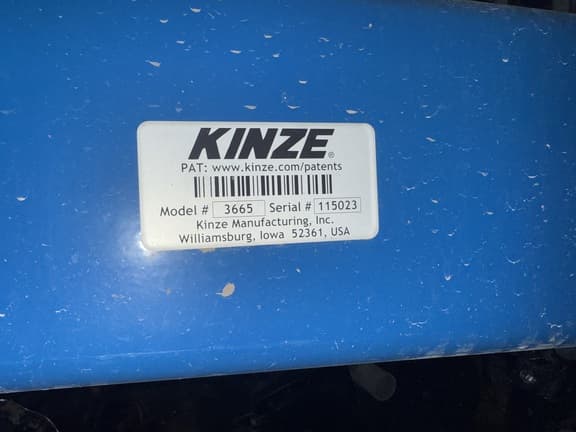 KINZE®
PAT: www.kinze.com/patents
Model # 3665 Serial # 115023
Kinze Manufacturing, Inc.
Williamsburg, Iowa 52361, USA